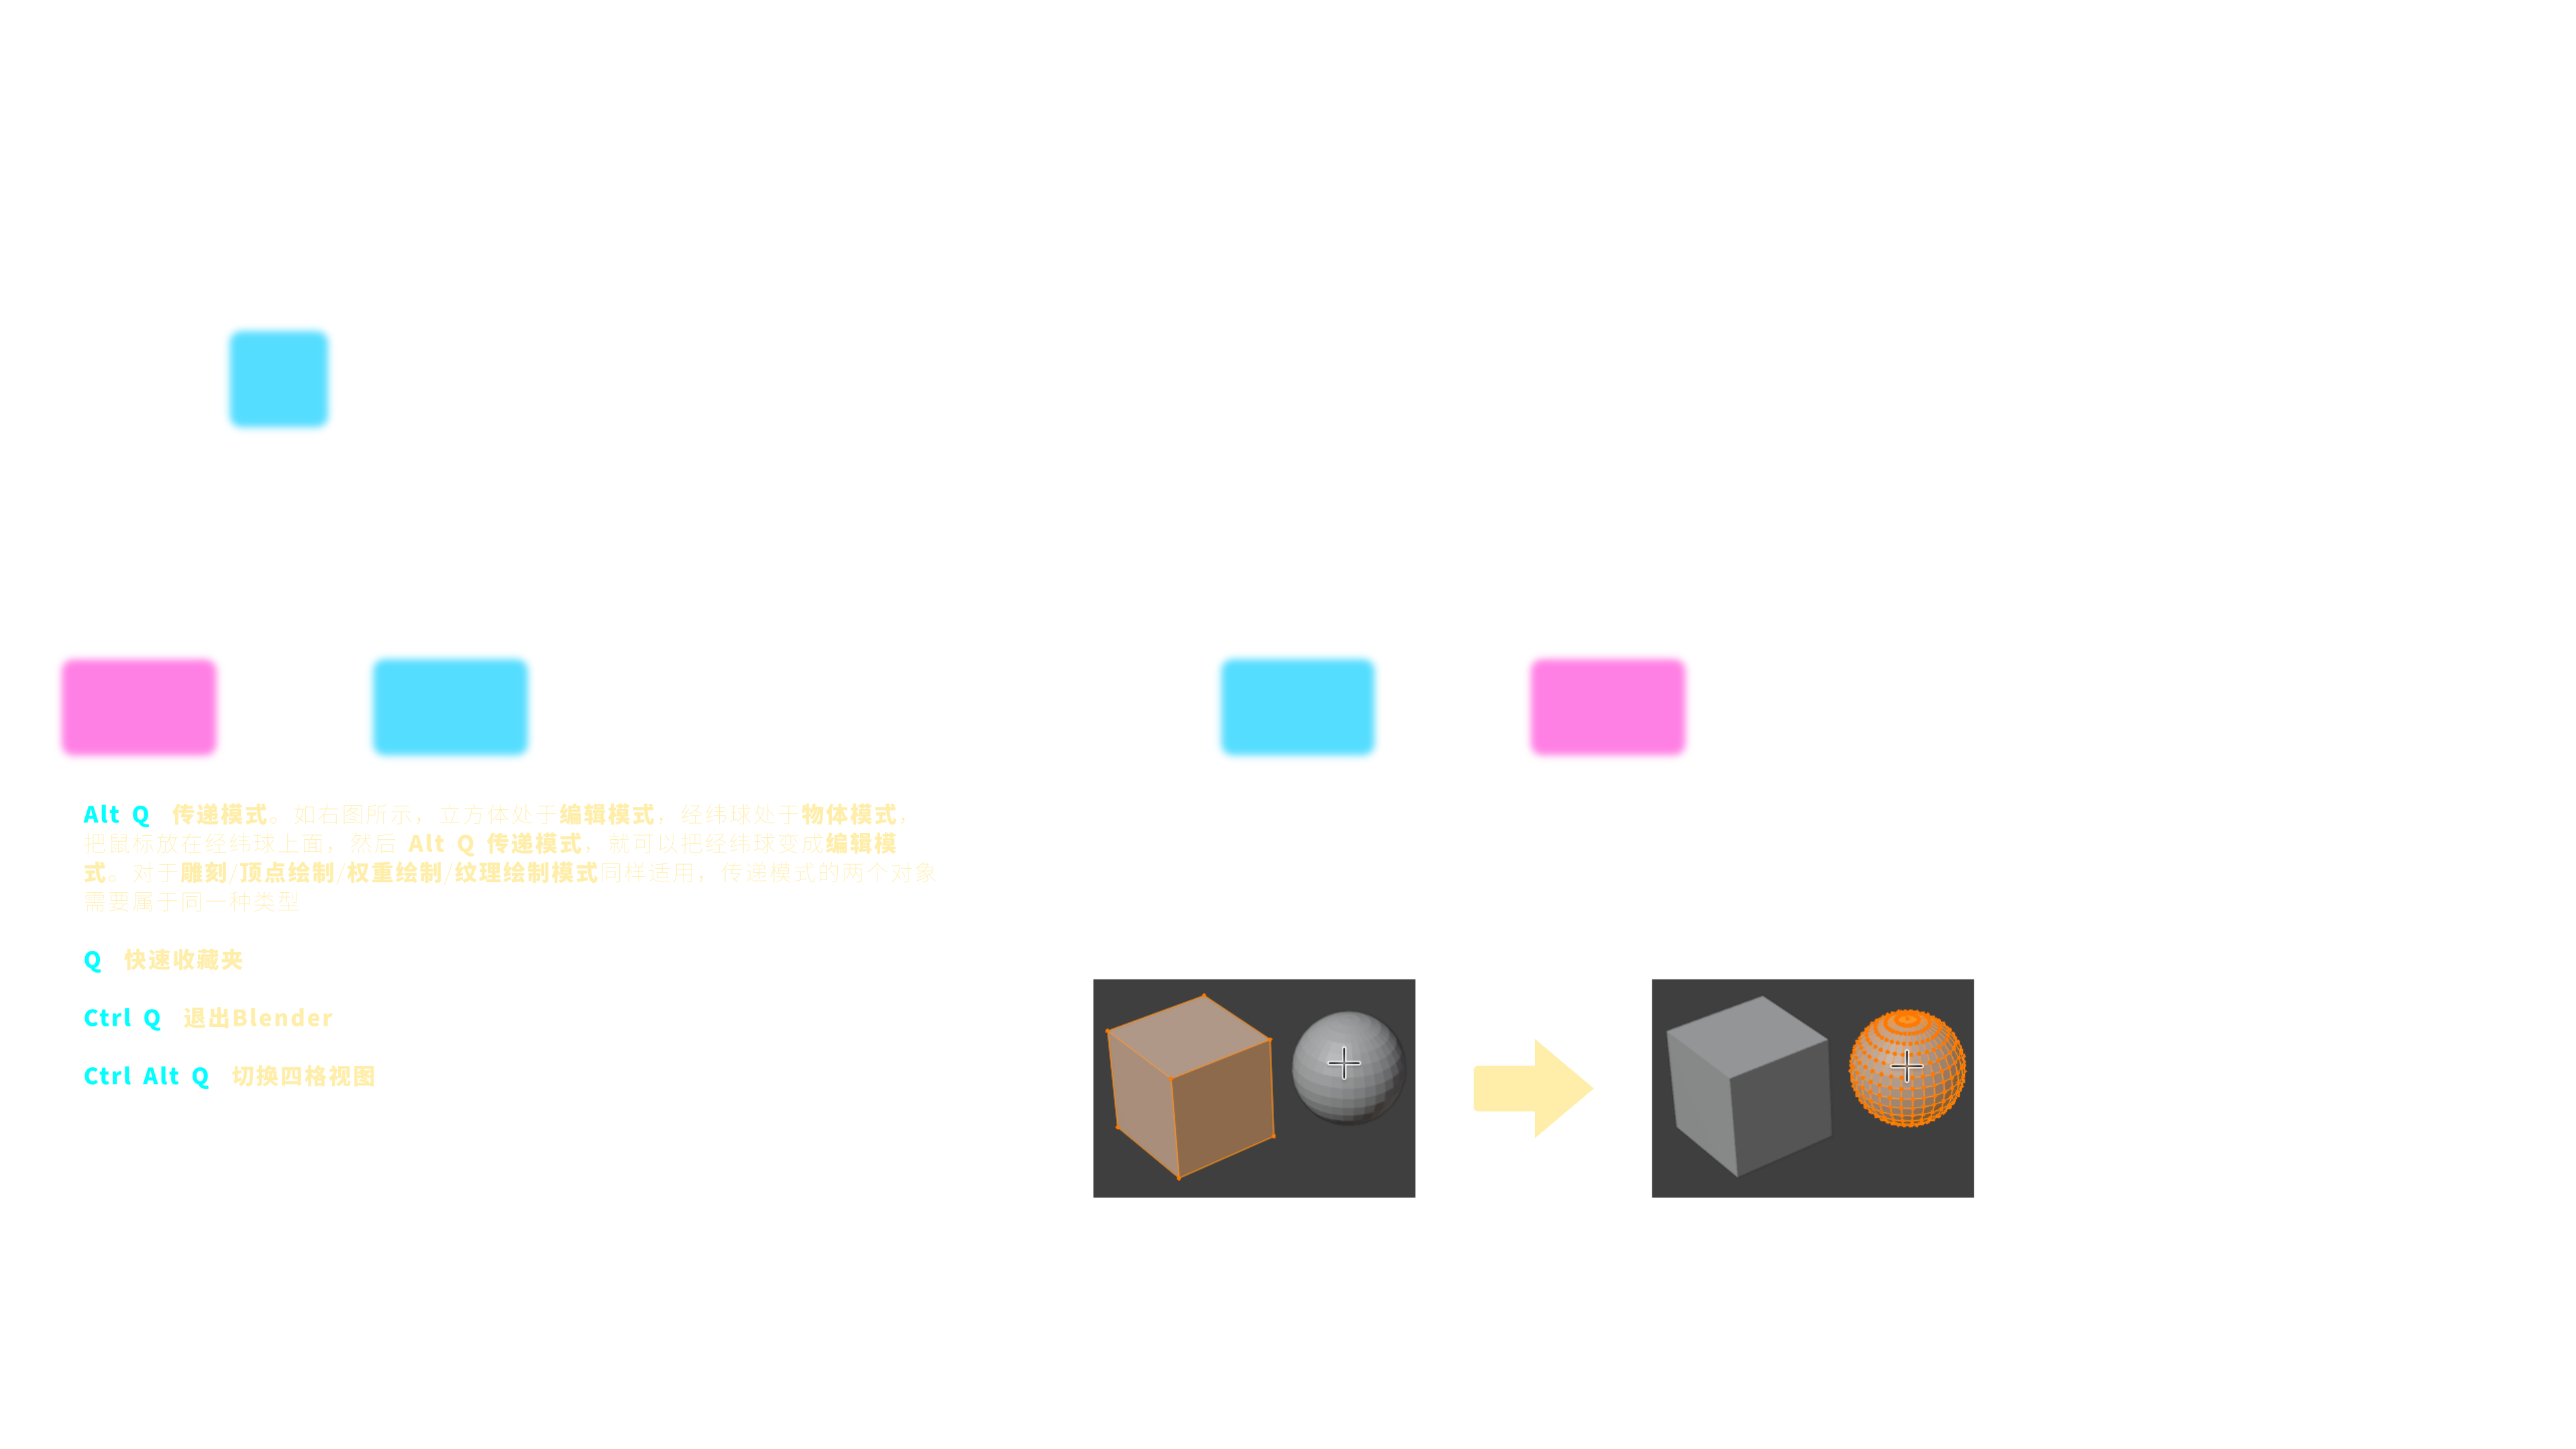 Alt Q 传递模式。如右图所示，立方体处于编辑模式，经纬球处于物体模式，
把鼠标放在经纬球上面，然后 Alt Q 传递模式，就可以把经纬球变成编辑模
式。对于雕刻/顶点绘制/权重绘制/纹理绘制模式同样适用，传递模式的两个对象
需要属于同一种类型
Q 快速收藏夹
Ctrl Q 退出Blender
Ctrl Alt Q 切换四格视图